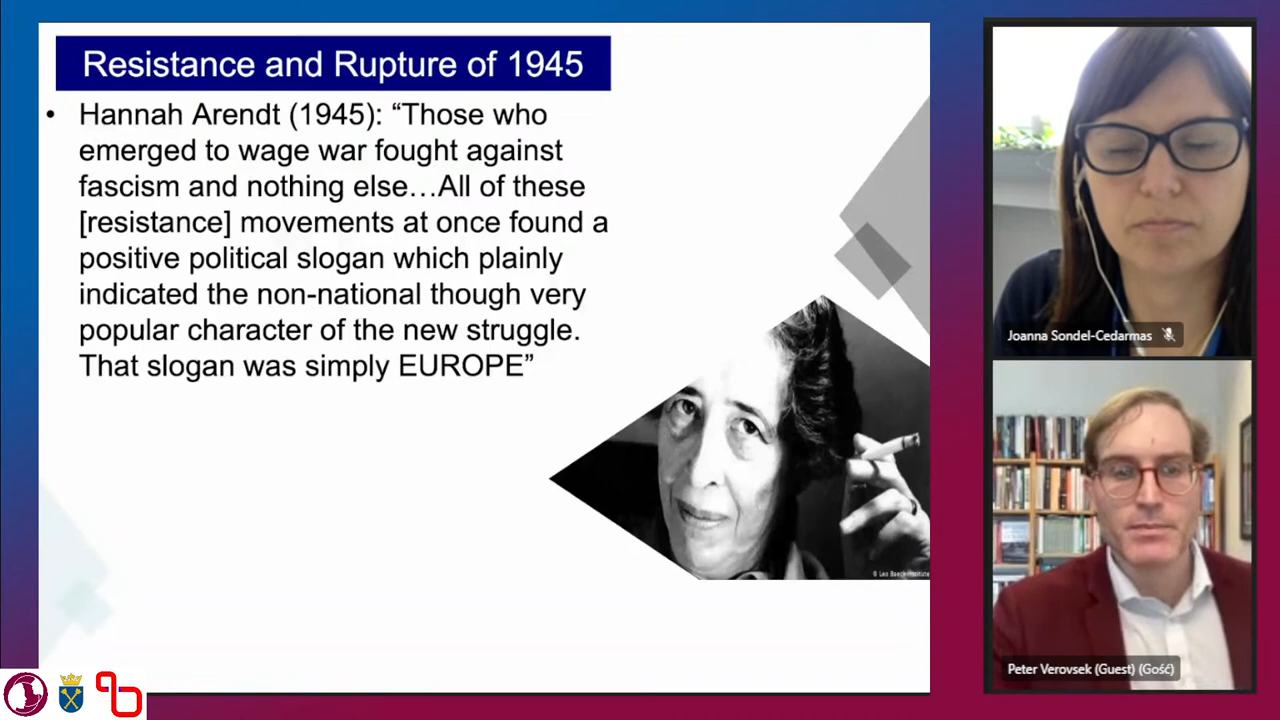 Resistance and Rupture of 1945
• Hannah Arendt (1945): “Those who
emerged to wage war fought against
fascism and nothing else…All of these
[resistance] movements at once found a
positive political slogan which plainly
indicated the non-national though very
popular character of the new struggle.
That slogan was simply EUROPE”
© Leo Baeck Institute
Joanna Sondel-Cedarmas
Peter Verovsek (Guest) (Gość)